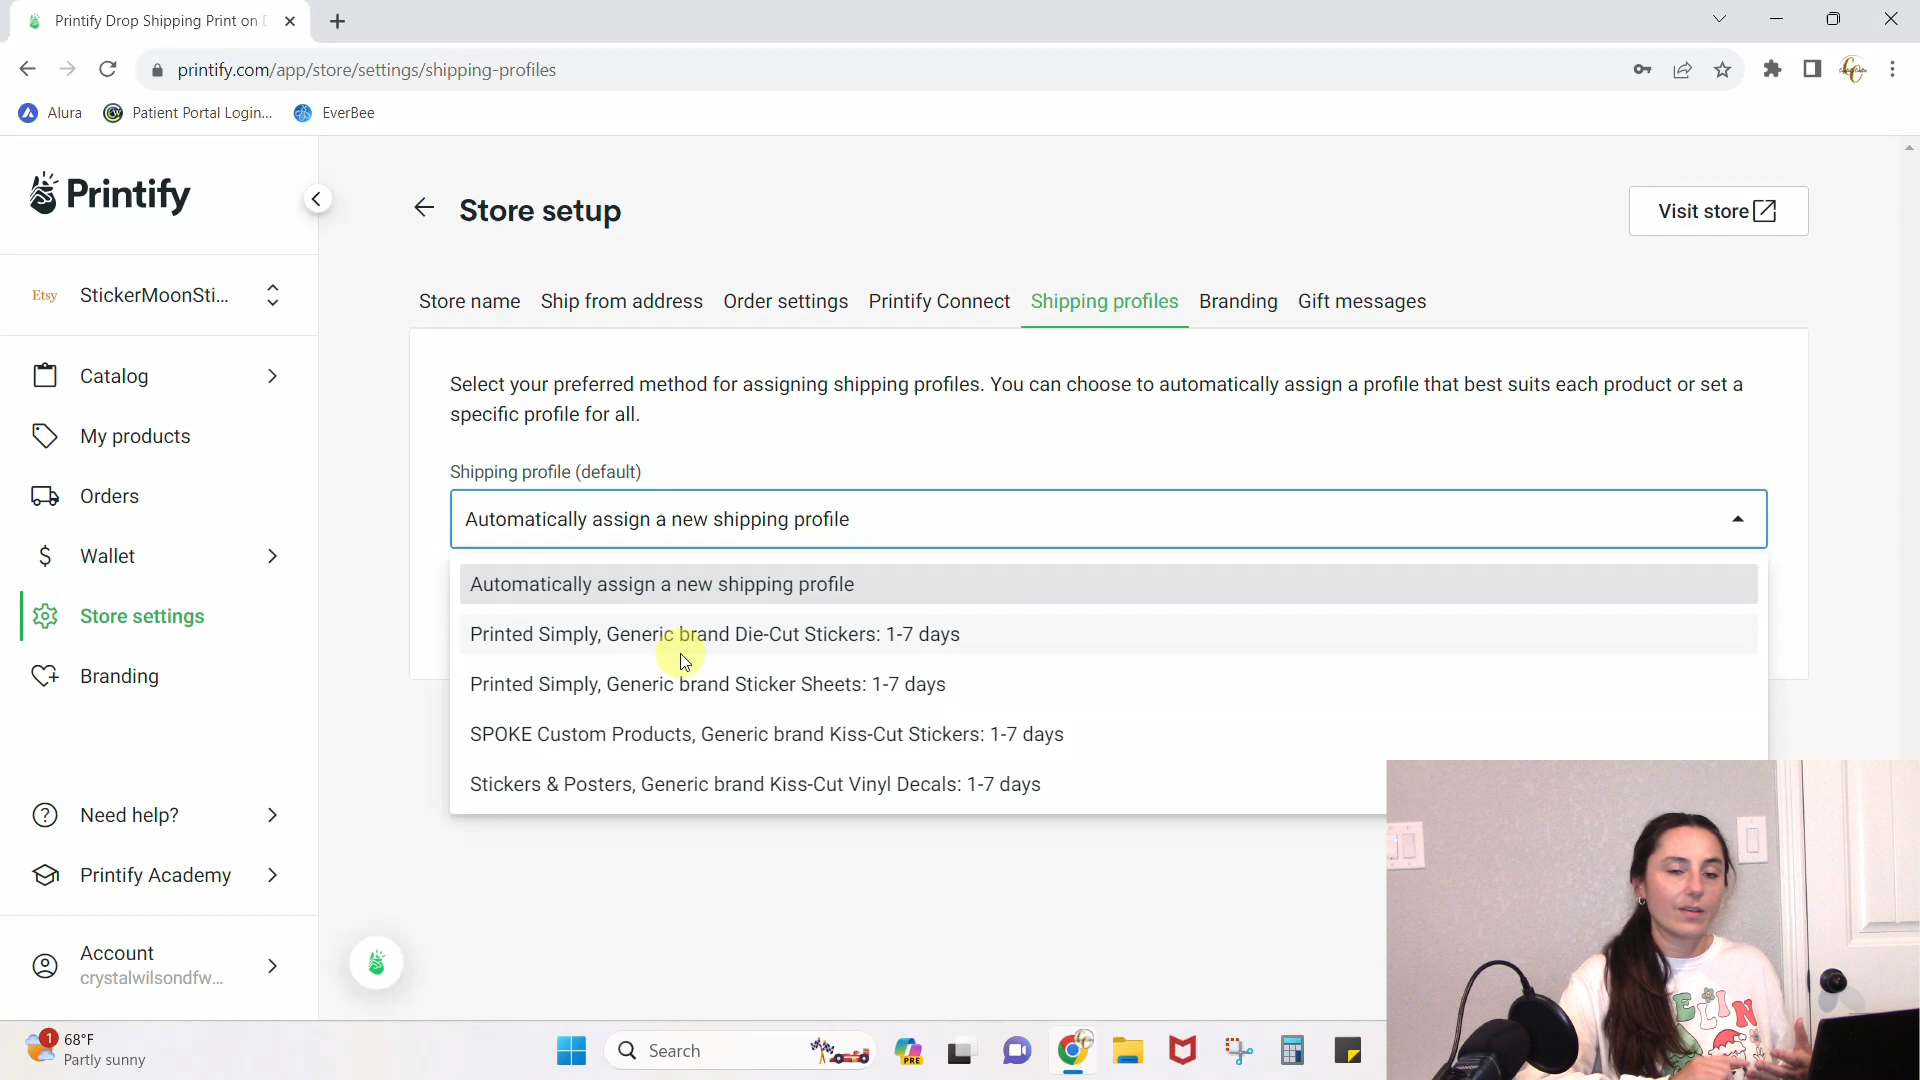 Printify Drop Shipping Print on
printify.com/app/store/settings/shipping-profiles
Alura
Patient Portal Login...
EverBee
Printify
Store setup
Visit store
Etsy
StickerMoonSti...
Store name
Ship from address
Order settings
Printify Connect
Shipping profiles
Branding
Gift messages
Catalog
My products
Orders
Wallet
Store settings
Branding
Select your preferred method for assigning shipping profiles. You can choose to automatically assign a profile that best suits each product or set a
specific profile for all.
Shipping profile (default)
Automatically assign a new shipping profile
Automatically assign a new shipping profile
Printed Simply, Generic brand Die-Cut Stickers: 1-7 days
Printed Simply, Generic brand Sticker Sheets: 1-7 days
SPOKE Custom Products, Generic brand Kiss-Cut Stickers: 1-7 days
Stickers & Posters, Generic brand Kiss-Cut Vinyl Decals: 1-7 days
Need help?
Printify Academy
Account
crystalwilsondfw...
1
68°F
Partly sunny
Search
PRE